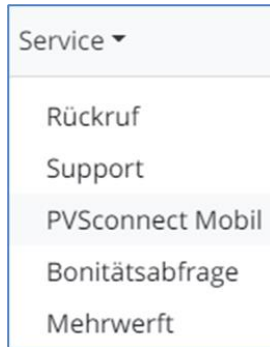 Service
Rückruf
Support
PVSconnect Mobil
Bonitätsabfrage
Mehrwerft